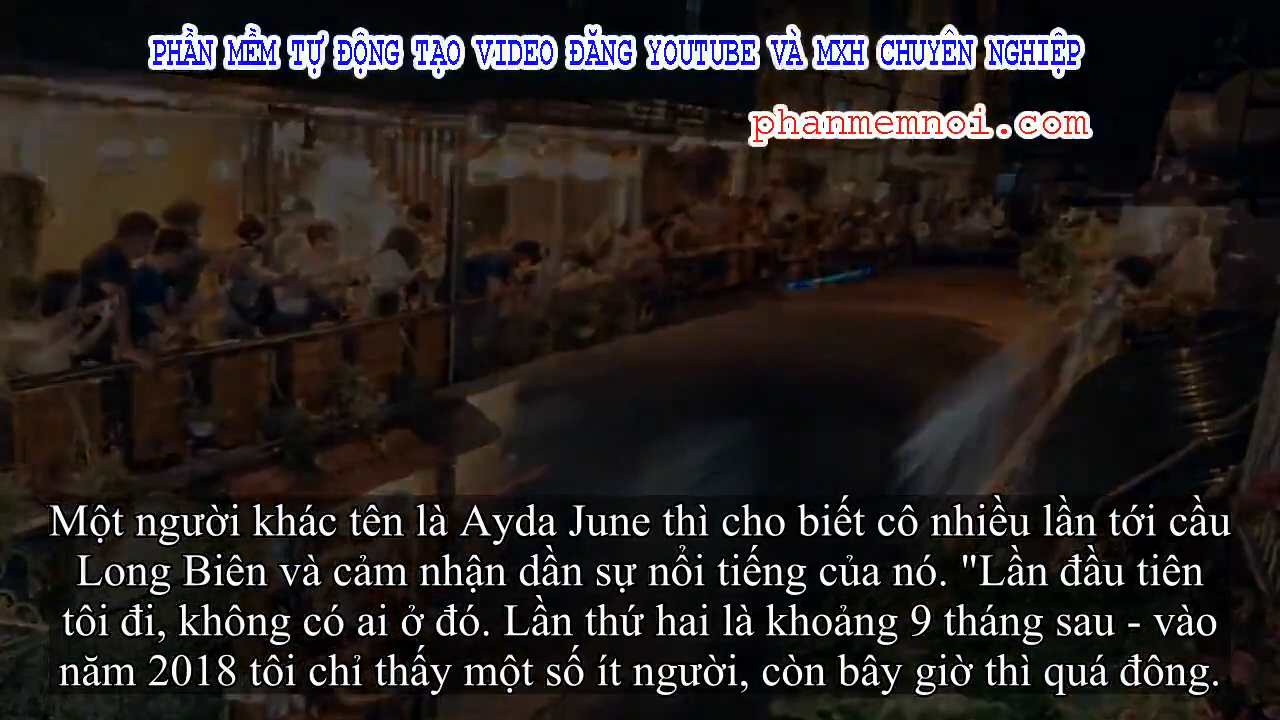 PHẦN MỀM TỰ ĐỘNG TẠO VIDEO ĐĂNG YOUTUBE VÀ MXH CHUYÊN NGHIỆP
phanmemnoi.com
Một người khác tên là Ayda June thì cho biết cô nhiều lần tới cầu
Long Biên và cảm nhận dần sự nổi tiếng của nó. "Lần đầu tiên
tôi đi, không có ai ở đó. Lần thứ hai là khoảng 9 tháng sau - vào
năm 2018 tôi chỉ thấy một số ít người, còn bây giờ thì quá đông.